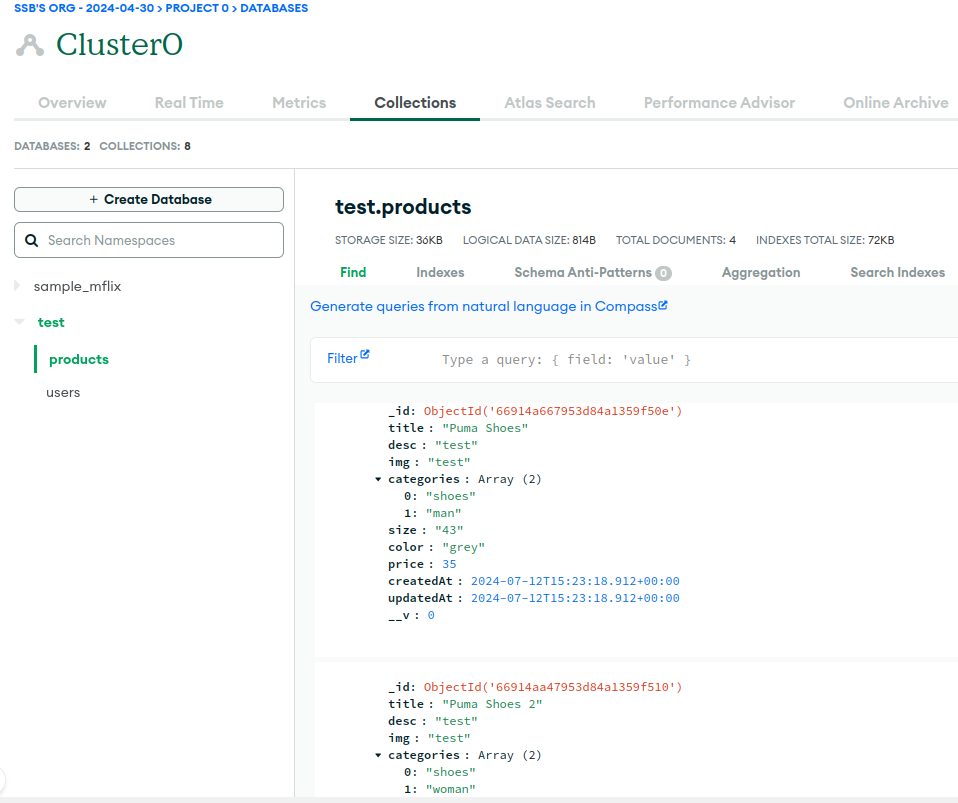 SSB'S ORG - 2024-04-30 > PROJECT 0 > DATABASES
Cluster0
Overview Real Time Metrics Collections Atlas Search Performance Advisor Online Archive
DATABASES: 2 COLLECTIONS: 8
+ Create Database
Search Namespaces
sample_mflix
test
products
users
test.products
STORAGE SIZE: 36KB LOGICAL DATA SIZE: 814B TOTAL DOCUMENTS: 4 INDEXES TOTAL SIZE: 72KB
Find Indexes Schema Anti-Patterns 0 Aggregation Search Indexes
Generate queries from natural language in Compass
Filter Type a query: { field: 'value' }
_id: ObjectId('66914a667953d84a1359f50e')
title : "Puma Shoes"
desc : "test"
img : "test"
categories : Array (2)
0: "shoes"
1: "man"
size : "43"
color : "grey"
price : 35
createdAt : 2024-07-12T15:23:18.912+00:00
updatedAt : 2024-07-12T15:23:18.912+00:00
__v : 0
_id: ObjectId('66914aa47953d84a1359f510')
title : "Puma Shoes 2"
desc : "test"
img : "test"
categories : Array (2)
0: "shoes"
1: "woman"